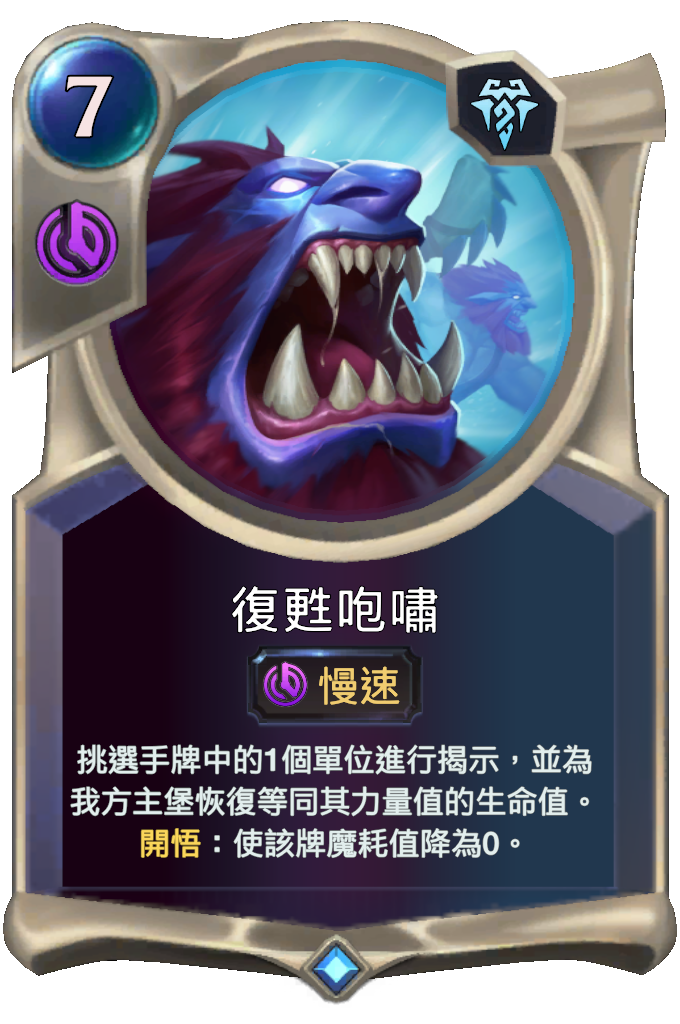 7
復甦咆嘯
慢速
挑選手牌中的1個單位進行揭示，並為
我方主堡恢復等同其力量值的生命值。
開悟：使該牌魔耗值降為0。